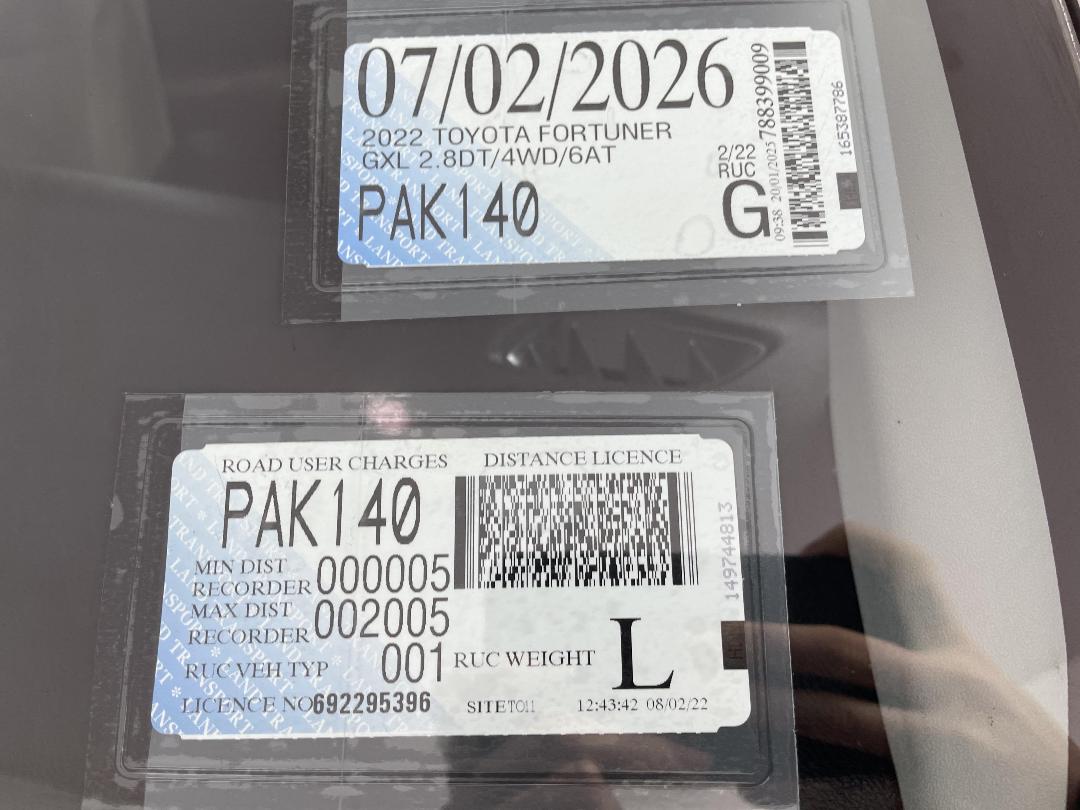 07/02/2026
2022 TOYOTA FORTUNER
GXL 2.8DT/4WD/6AT
PAK140
2/22
RUC
G
09:38 20/01/2025 788399009
165387786
ROAD USER CHARGES DISTANCE LICENCE
PAK140
MIN DIST
RECORDER 000005
MAX DIST
RECORDER 002005
RUC VEH TYP 001 RUC WEIGHT L
LICENCE NO 692295396 SITE TO11 12:43:42 08/02/22
149744813